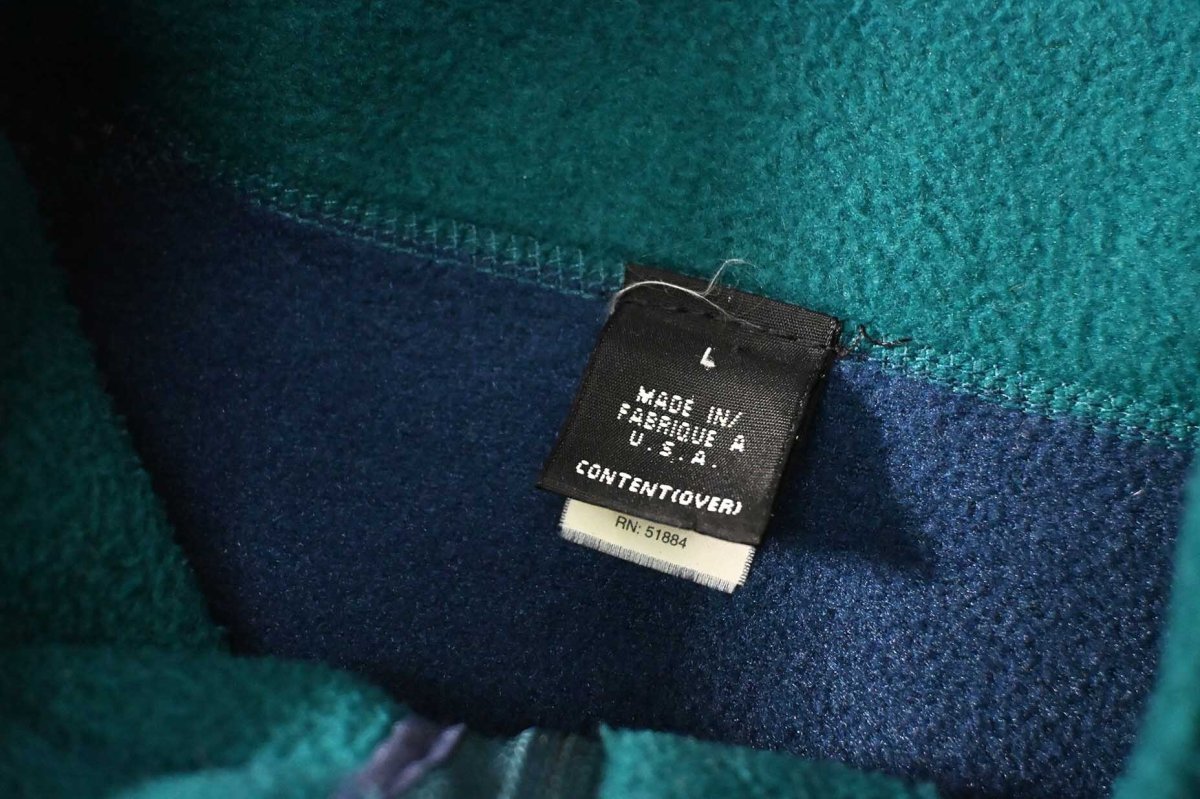 L
MADE IN/
FABRIQUE A
U.S.A.
CONTENT(OVER)
RN: 51884